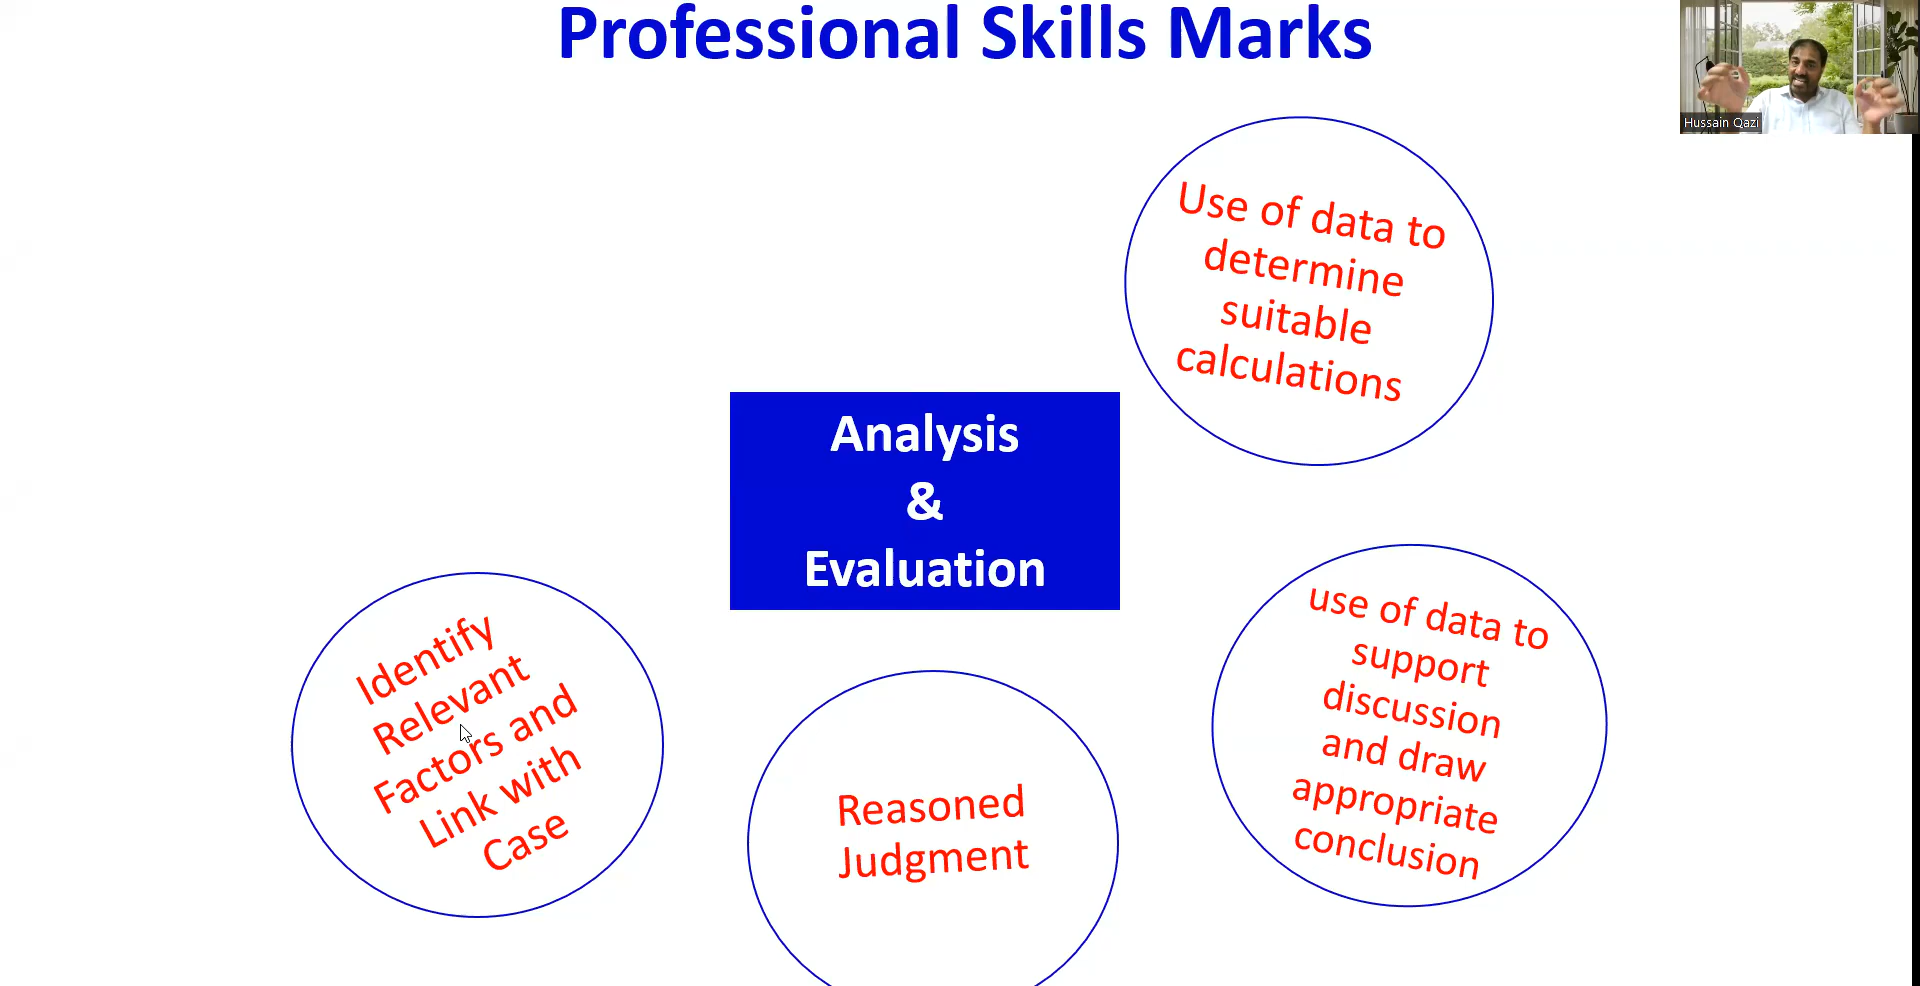 Professional Skills Marks
Hussain Qazi
Use of data to
determine
suitable
calculations
Analysis
&
Evaluation
use of data to
support
discussion
and draw
appropriate
conclusion
Identify
Relevant
Factors and
Link with
Case
Reasoned
Judgment